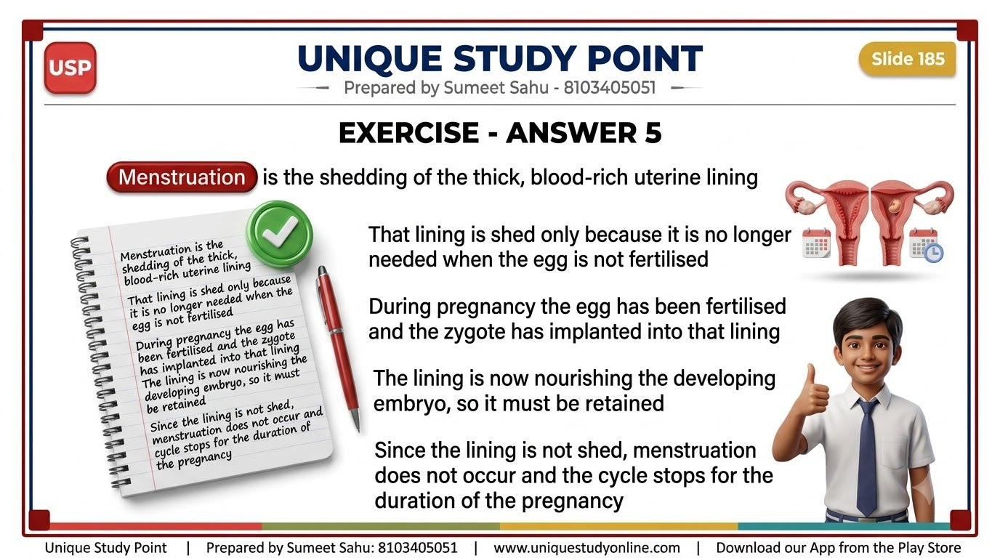 USP
UNIQUE STUDY POINT
Prepared by Sumeet Sahu - 8103405051
Slide 185
EXERCISE - ANSWER 5
Menstruation is the shedding of the thick, blood-rich uterine lining
Menstruation is the
shedding of the thick,
blood-rich uterine lining
That lining is shed only because
it is no longer needed when the
egg is not fertilised
During pregnancy the egg has
been fertilised and the zygote
has implanted into that lining
The lining is now nourishing the
developing embryo, so it must
be retained
Since the lining is not shed,
menstruation does not occur and
cycle stops for the duration of
the pregnancy
That lining is shed only because it is no longer
needed when the egg is not fertilised
During pregnancy the egg has been fertilised
and the zygote has implanted into that lining
The lining is now nourishing the developing
embryo, so it must be retained
Since the lining is not shed, menstruation
does not occur and the cycle stops for the
duration of the pregnancy
Unique Study Point | Prepared by Sumeet Sahu: 8103405051 | www.uniquestudyonline.com | Download our App from the Play Store